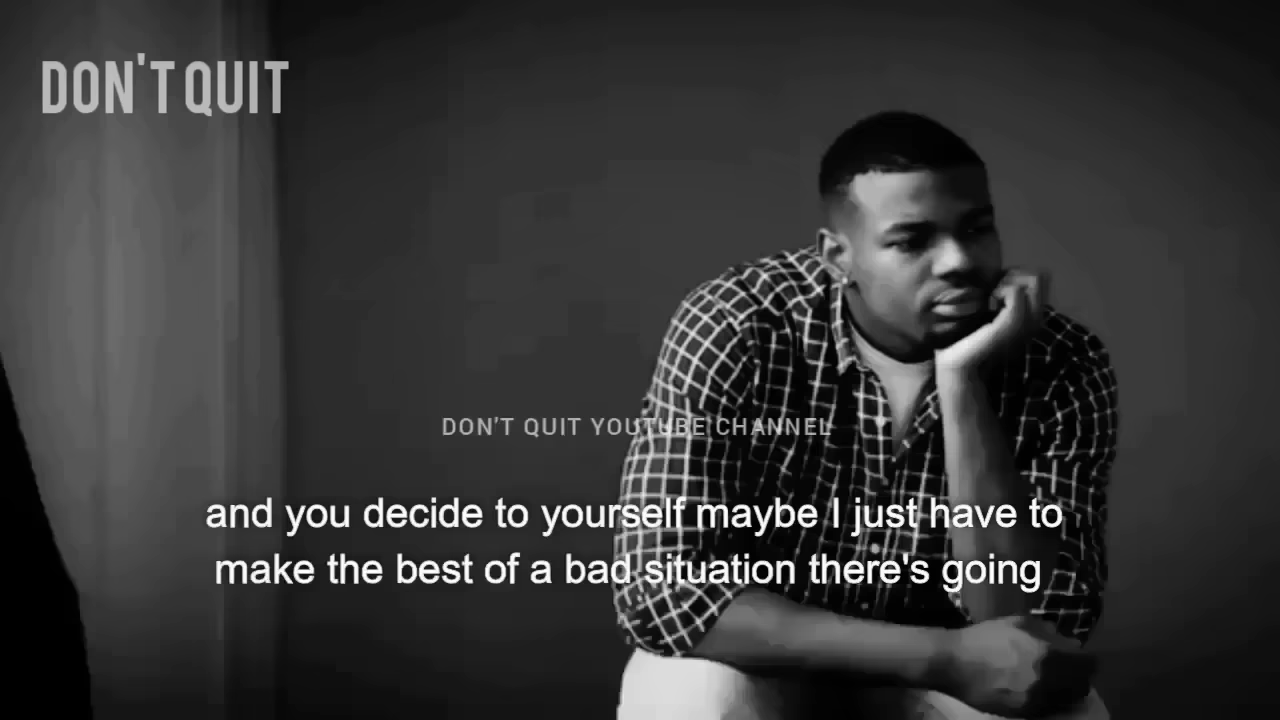 DON'T QUIT
DON'T QUIT YOUTUBE CHANNEL
and you decide to yourself maybe I just have to
make the best of a bad situation there's going